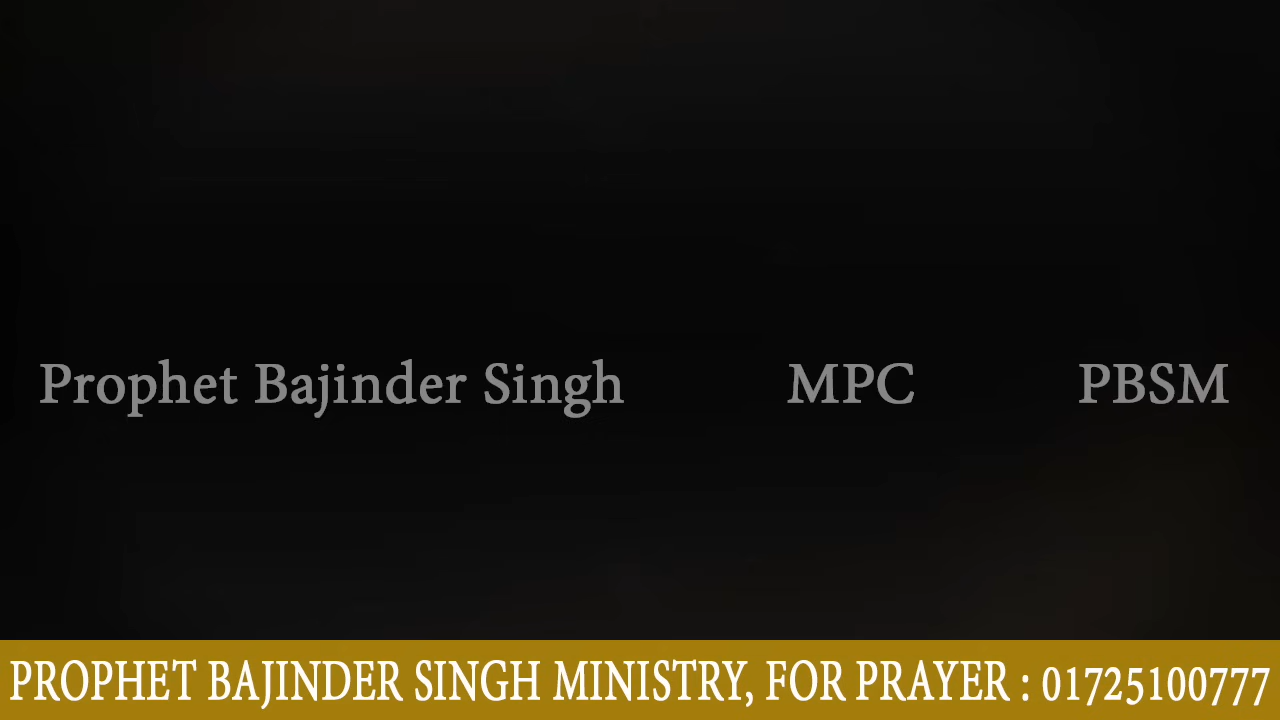 Prophet Bajinder Singh MPC PBSM
PROPHET BAJINDER SINGH MINISTRY, FOR PRAYER : 01725100777